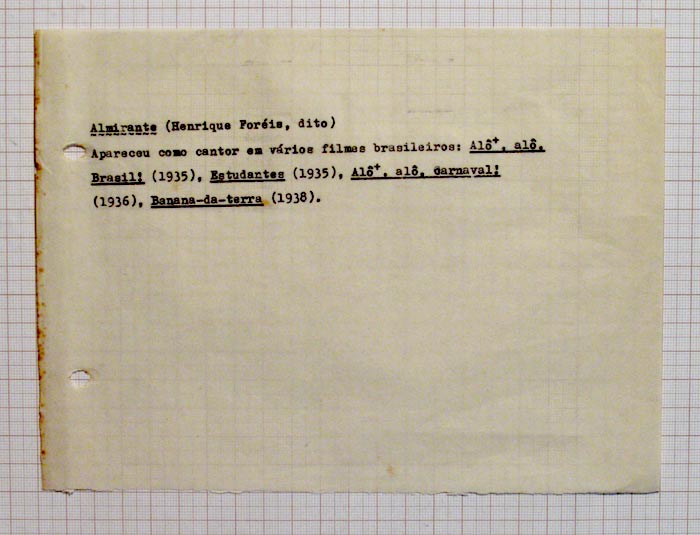 Almirante (Henrique Foréis, dito)
Apareceu como cantor em vários filmes brasileiros: Alô⁺, alô,
Brasil! (1935), Estudantes (1935), Alô⁺, alô, Carnaval!
(1936), Banana-da-terra (1938).